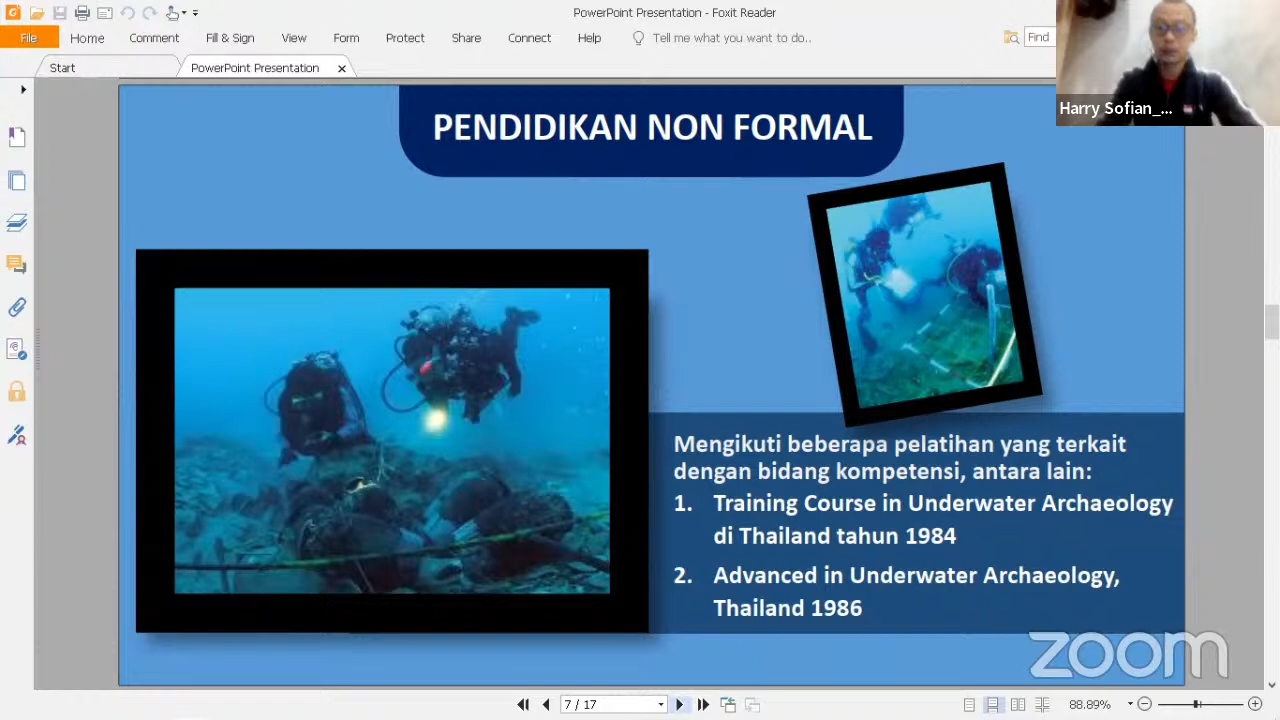 PowerPoint Presentation - Foxit Reader
File Home Comment Fill & Sign View Form Protect Share Connect Help Tell me what you want to do.. Find
Start PowerPoint Presentation
Harry Sofian_...
PENDIDIKAN NON FORMAL
Mengikuti beberapa pelatihan yang terkait
dengan bidang kompetensi, antara lain:
1. Training Course in Underwater Archaeology
di Thailand tahun 1984
2. Advanced in Underwater Archaeology,
Thailand 1986
zoom
7 / 17 88.89%